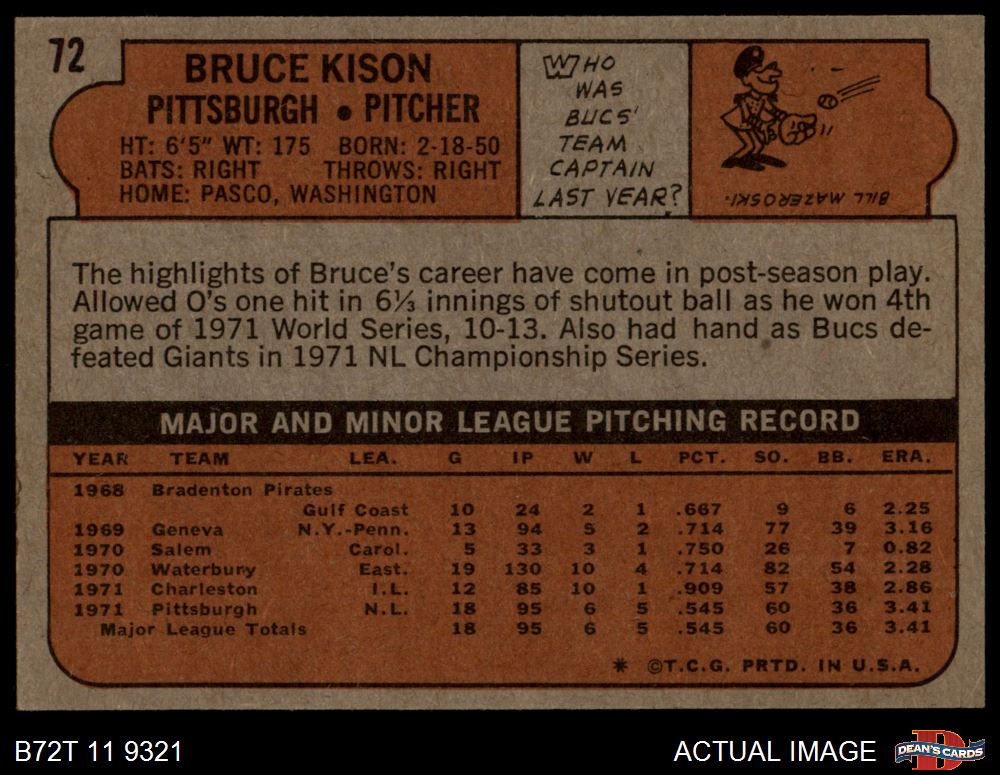 72
BRUCE KISON
PITTSBURGH • PITCHER
HT: 6'5" WT: 175 BORN: 2-18-50
BATS: RIGHT THROWS: RIGHT
HOME: PASCO, WASHINGTON
WHO
WAS
BUCS'
TEAM
CAPTAIN
LAST YEAR?
BILL MAZEROSKI.
The highlights of Bruce's career have come in post-season play.
Allowed O's one hit in 6⅓ innings of shutout ball as he won 4th
game of 1971 World Series, 10-13. Also had hand as Bucs de-
feated Giants in 1971 NL Championship Series.
MAJOR AND MINOR LEAGUE PITCHING RECORD
YEAR TEAM LEA. G IP W L PCT. SO. BB. ERA.
1968 Bradenton Pirates
Gulf Coast 10 24 2 1 .667 9 6 2.25
1969 Geneva N.Y.-Penn. 13 94 5 2 .714 77 39 3.16
1970 Salem Carol. 5 33 3 1 .750 26 7 0.82
1970 Waterbury East. 19 130 10 4 .714 82 54 2.28
1971 Charleston I.L. 12 85 10 1 .909 57 38 2.86
1971 Pittsburgh N.L. 18 95 6 5 .545 60 36 3.41
Major League Totals 18 95 6 5 .545 60 36 3.41
* ©T.C.G. PRTD. IN U.S.A.
B72T 11 9321
ACTUAL IMAGE
D
DEAN'S CARDS